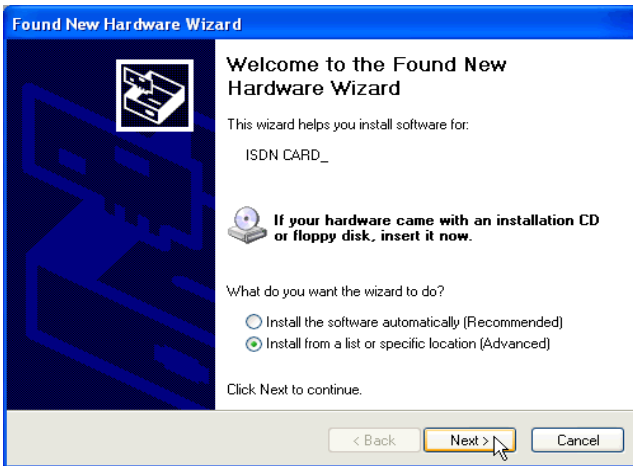 Found New Hardware Wizard
Welcome to the Found New
Hardware Wizard
This wizard helps you install software for:
ISDN CARD_
If your hardware came with an installation CD
or floppy disk, insert it now.
What do you want the wizard to do?
Install the software automatically (Recommended)
Install from a list or specific location (Advanced)
Click Next to continue.
< Back Next > Cancel